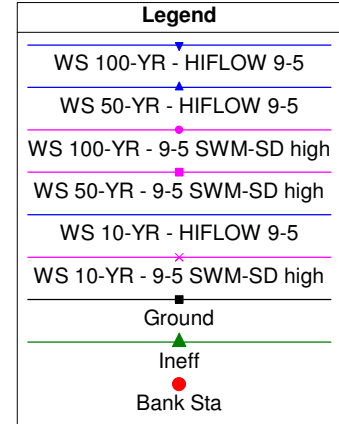 Legend
WS 100-YR - HIFLOW 9-5
WS 50-YR - HIFLOW 9-5
WS 100-YR - 9-5 SWM-SD high
WS 50-YR - 9-5 SWM-SD high
WS 10-YR - HIFLOW 9-5
WS 10-YR - 9-5 SWM-SD high
Ground
Ineff
Bank Sta